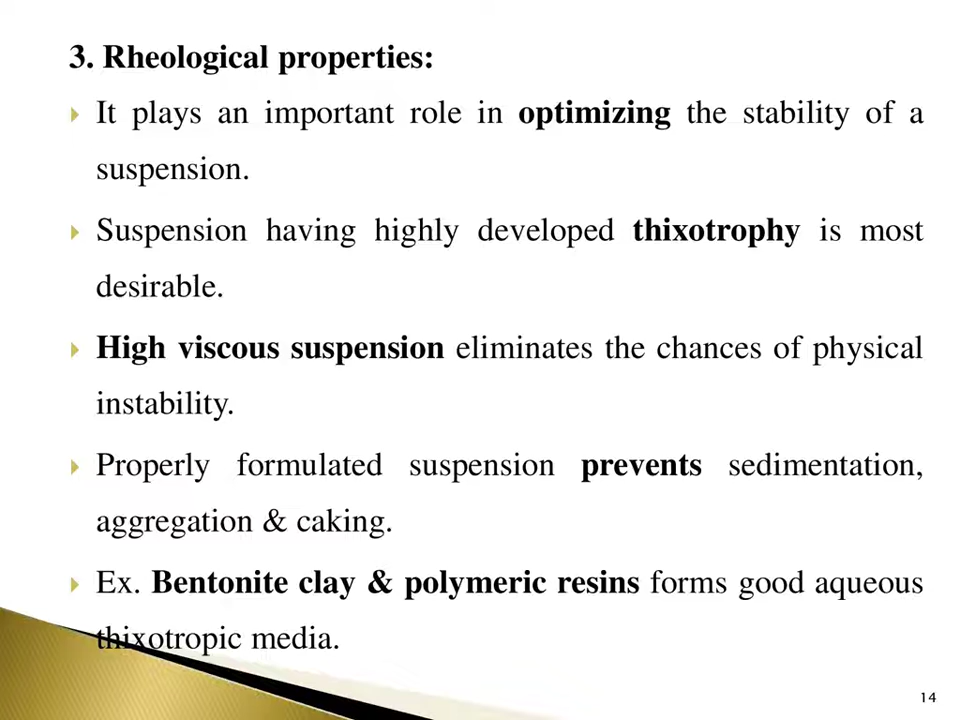 3. Rheological properties:
It plays an important role in optimizing the stability of a
suspension.
Suspension having highly developed thixotrophy is most
desirable.
High viscous suspension eliminates the chances of physical
instability.
Properly formulated suspension prevents sedimentation,
aggregation & caking.
Ex. Bentonite clay & polymeric resins forms good aqueous
thixotropic media.
14